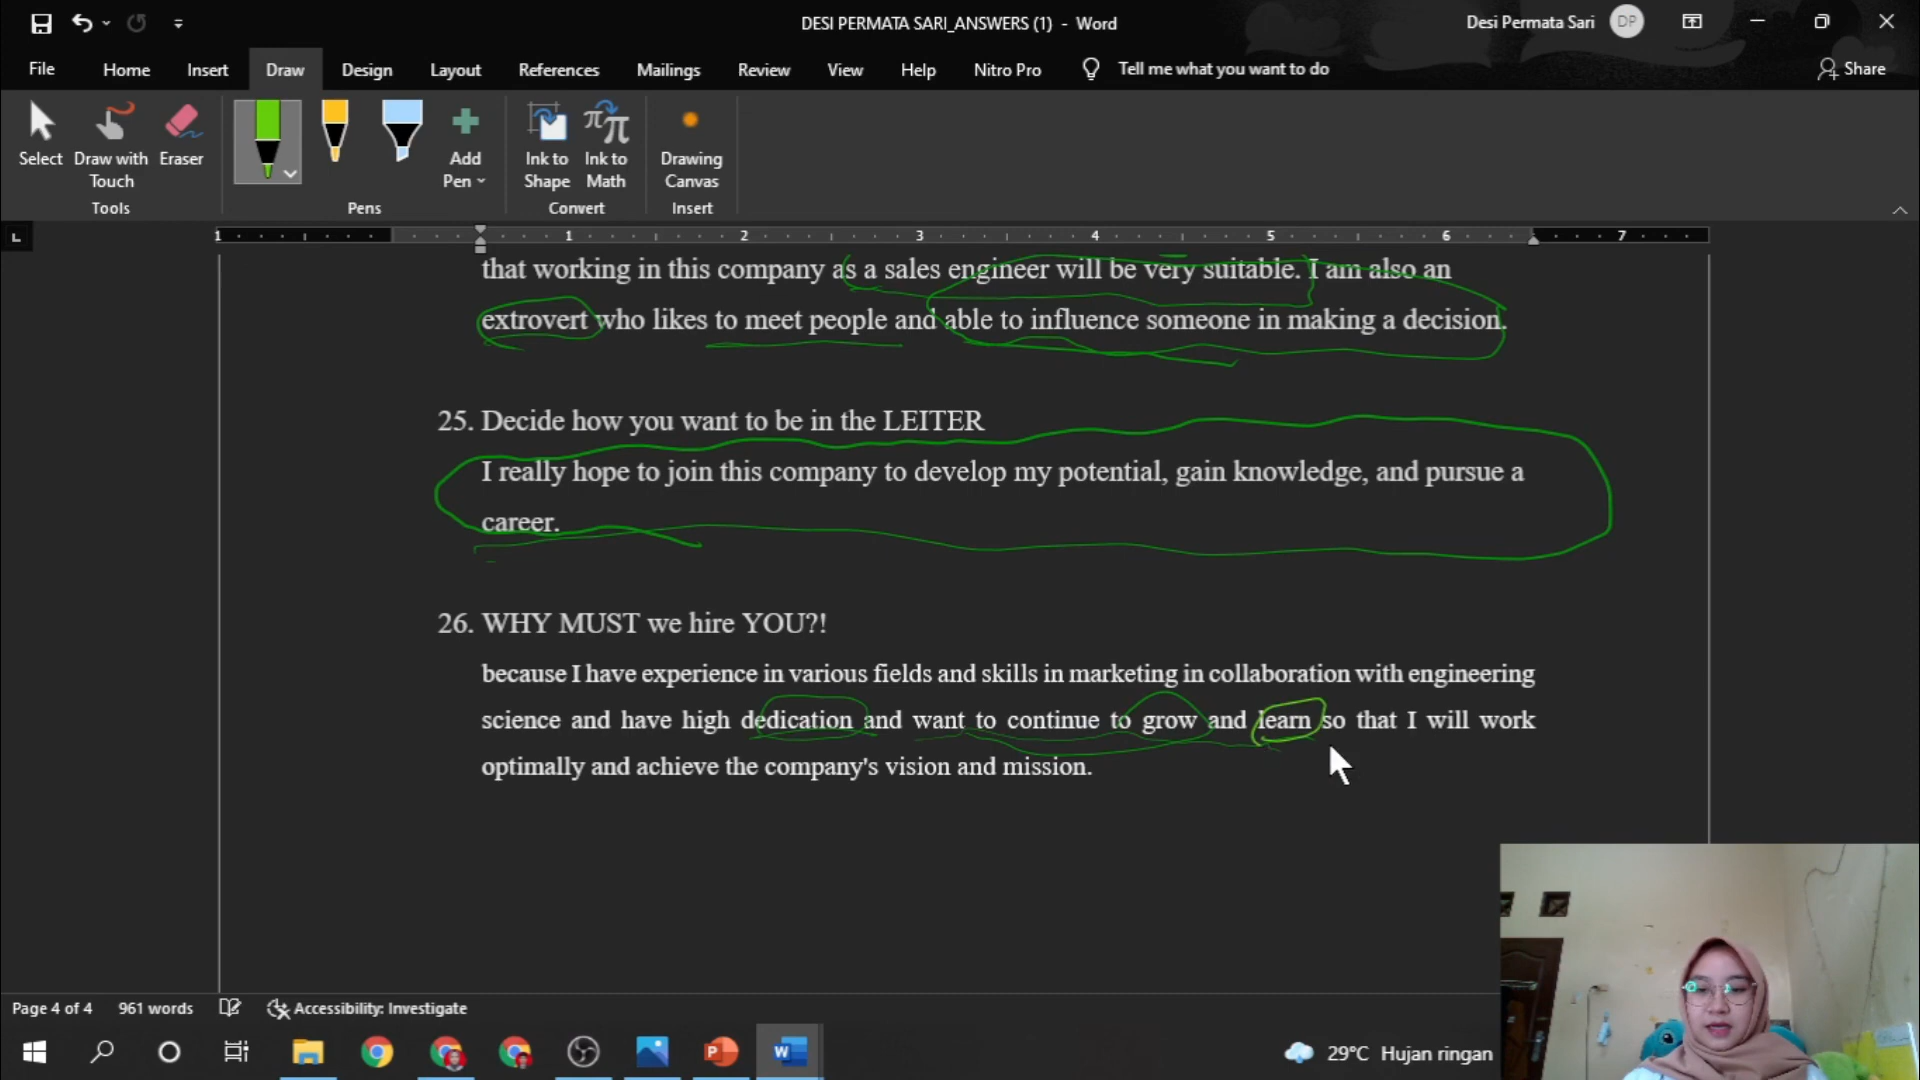 DESI PERMATA SARI_ANSWERS (1) - Word
Desi Permata Sari
DP
File
Home
Insert
Draw
Design
Layout
References
Mailings
Review
View
Help
Nitro Pro
Tell me what you want to do
Share
Select
Draw with Touch
Eraser
Add Pen
Ink to Shape
Ink to Math
Drawing Canvas
Tools
Pens
Convert
Insert
1 1 2 3 4 5 6 7
that working in this company as a sales engineer will be very suitable. I am also an
extrovert who likes to meet people and able to influence someone in making a decision.
25. Decide how you want to be in the LEITER
I really hope to join this company to develop my potential, gain knowledge, and pursue a
career.
26. WHY MUST we hire YOU?!
because I have experience in various fields and skills in marketing in collaboration with engineering
science and have high dedication and want to continue to grow and learn so that I will work
optimally and achieve the company's vision and mission.
Page 4 of 4
961 words
Accessibility: Investigate
29°C Hujan ringan